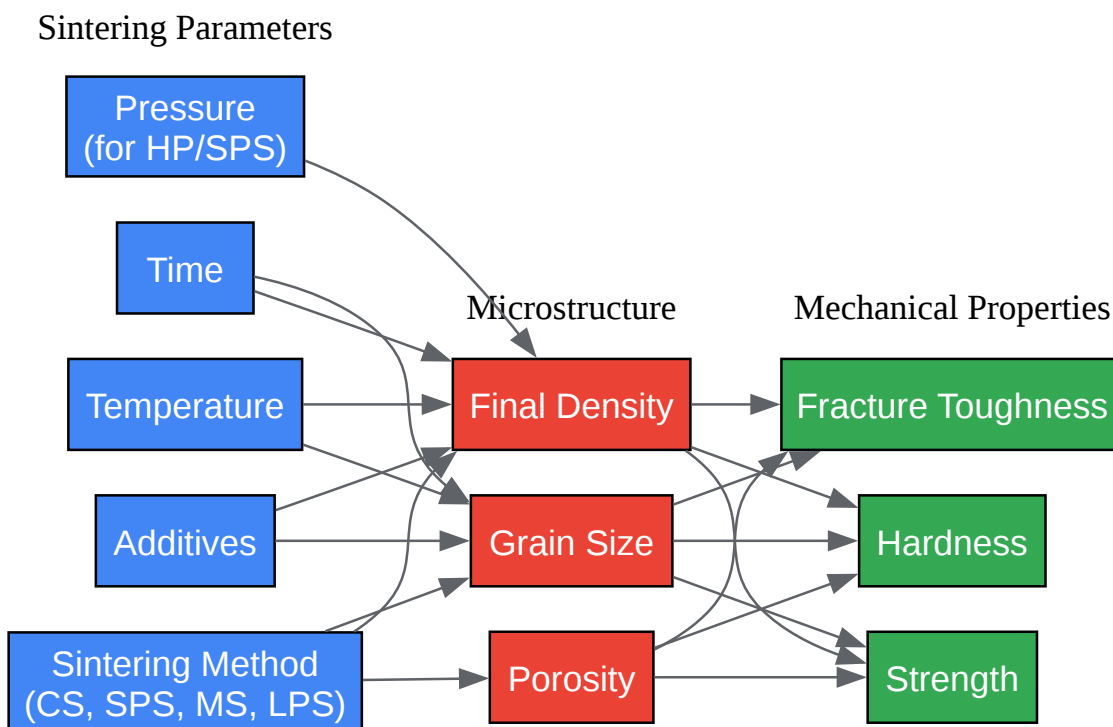 Sintering Parameters
Pressure
(for HP/SPS)
Time
Microstructure
Mechanical Properties
Temperature
Final Density
Fracture Toughness
Additives
Grain Size
Hardness
Sintering Method
(CS, SPS, MS, LPS)
Porosity
Strength